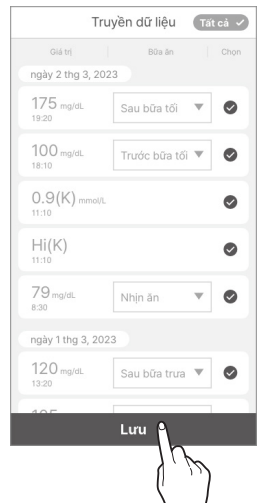 Truyền dữ liệu Tất cả
Giá trị Bữa ăn Chọn
ngày 2 thg 3, 2023
175 mg/dL Sau bữa tối
19:20
100 mg/dL Trước bữa tối
18:10
0.9(K) mmol/L
11:10
Hi(K)
11:10
79 mg/dL Nhịn ăn
8:30
ngày 1 thg 3, 2023
120 mg/dL Sau bữa trưa
13:20
Lưu